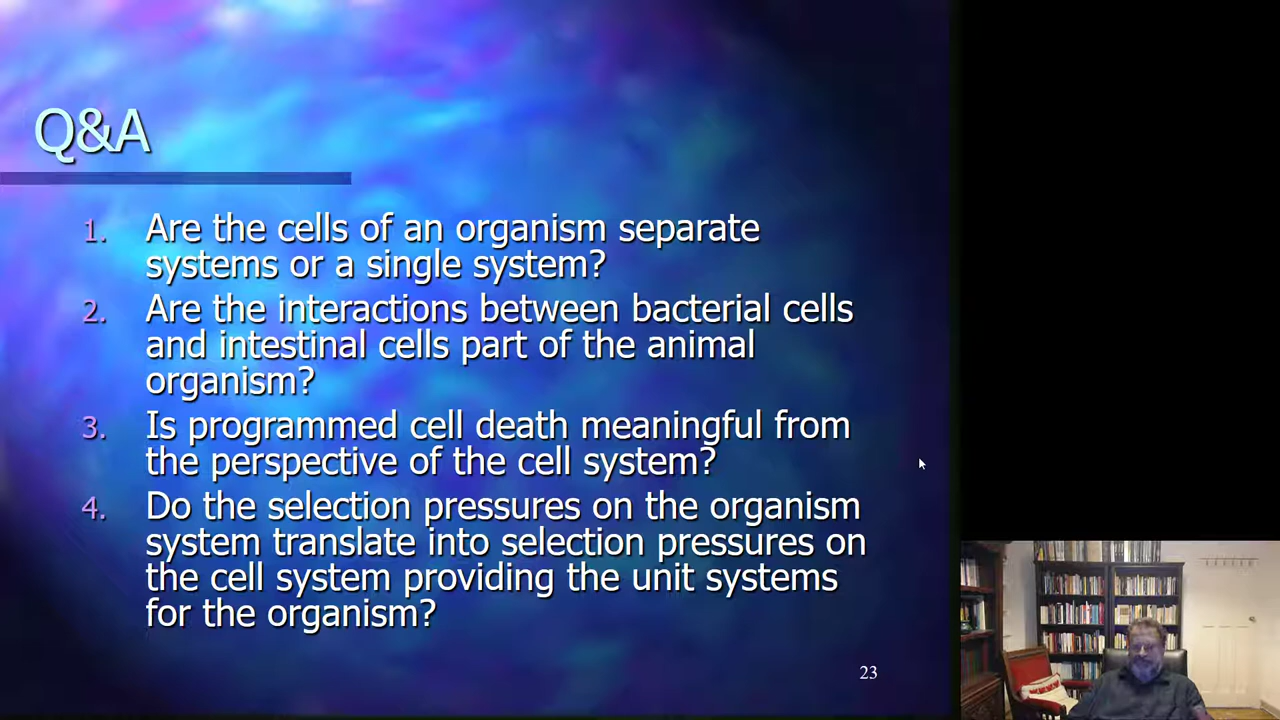 Q&A
1. Are the cells of an organism separate
systems or a single system?
2. Are the interactions between bacterial cells
and intestinal cells part of the animal
organism?
3. Is programmed cell death meaningful from
the perspective of the cell system?
4. Do the selection pressures on the organism
system translate into selection pressures on
the cell system providing the unit systems
for the organism?
23